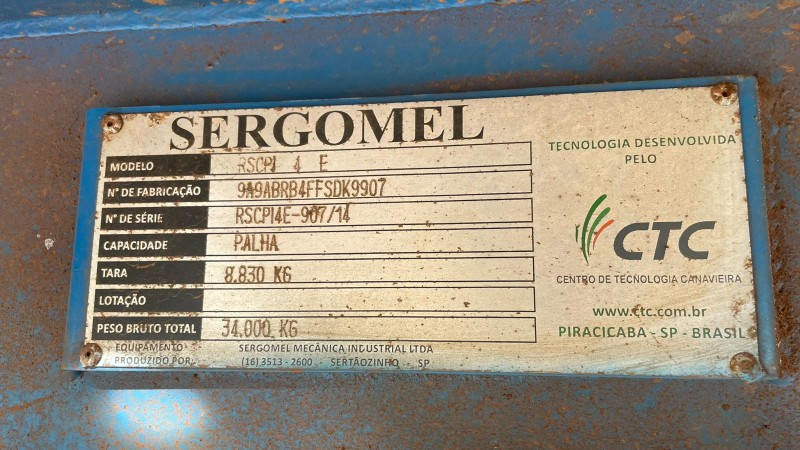 SERGOMEL
MODELO RSCPI 4 E
N° DE FABRICAÇÃO 9A9ABRB4FFSDK9907
N° DE SÉRIE RSCPI4E-907/14
CAPACIDADE PALHA
TARA 8.830 KG
LOTAÇÃO
PESO BRUTO TOTAL 34.000 KG
EQUIPAMENTO PRODUZIDO POR:
SERGOMEL MECÂNICA INDUSTRIAL LTDA
(16) 3513 - 2600 - SERTÃOZINHO - SP
TECNOLOGIA DESENVOLVIDA
PELO
CTC
CENTRO DE TECNOLOGIA CANAVIEIRA
www.ctc.com.br
PIRACICABA - SP - BRASIL